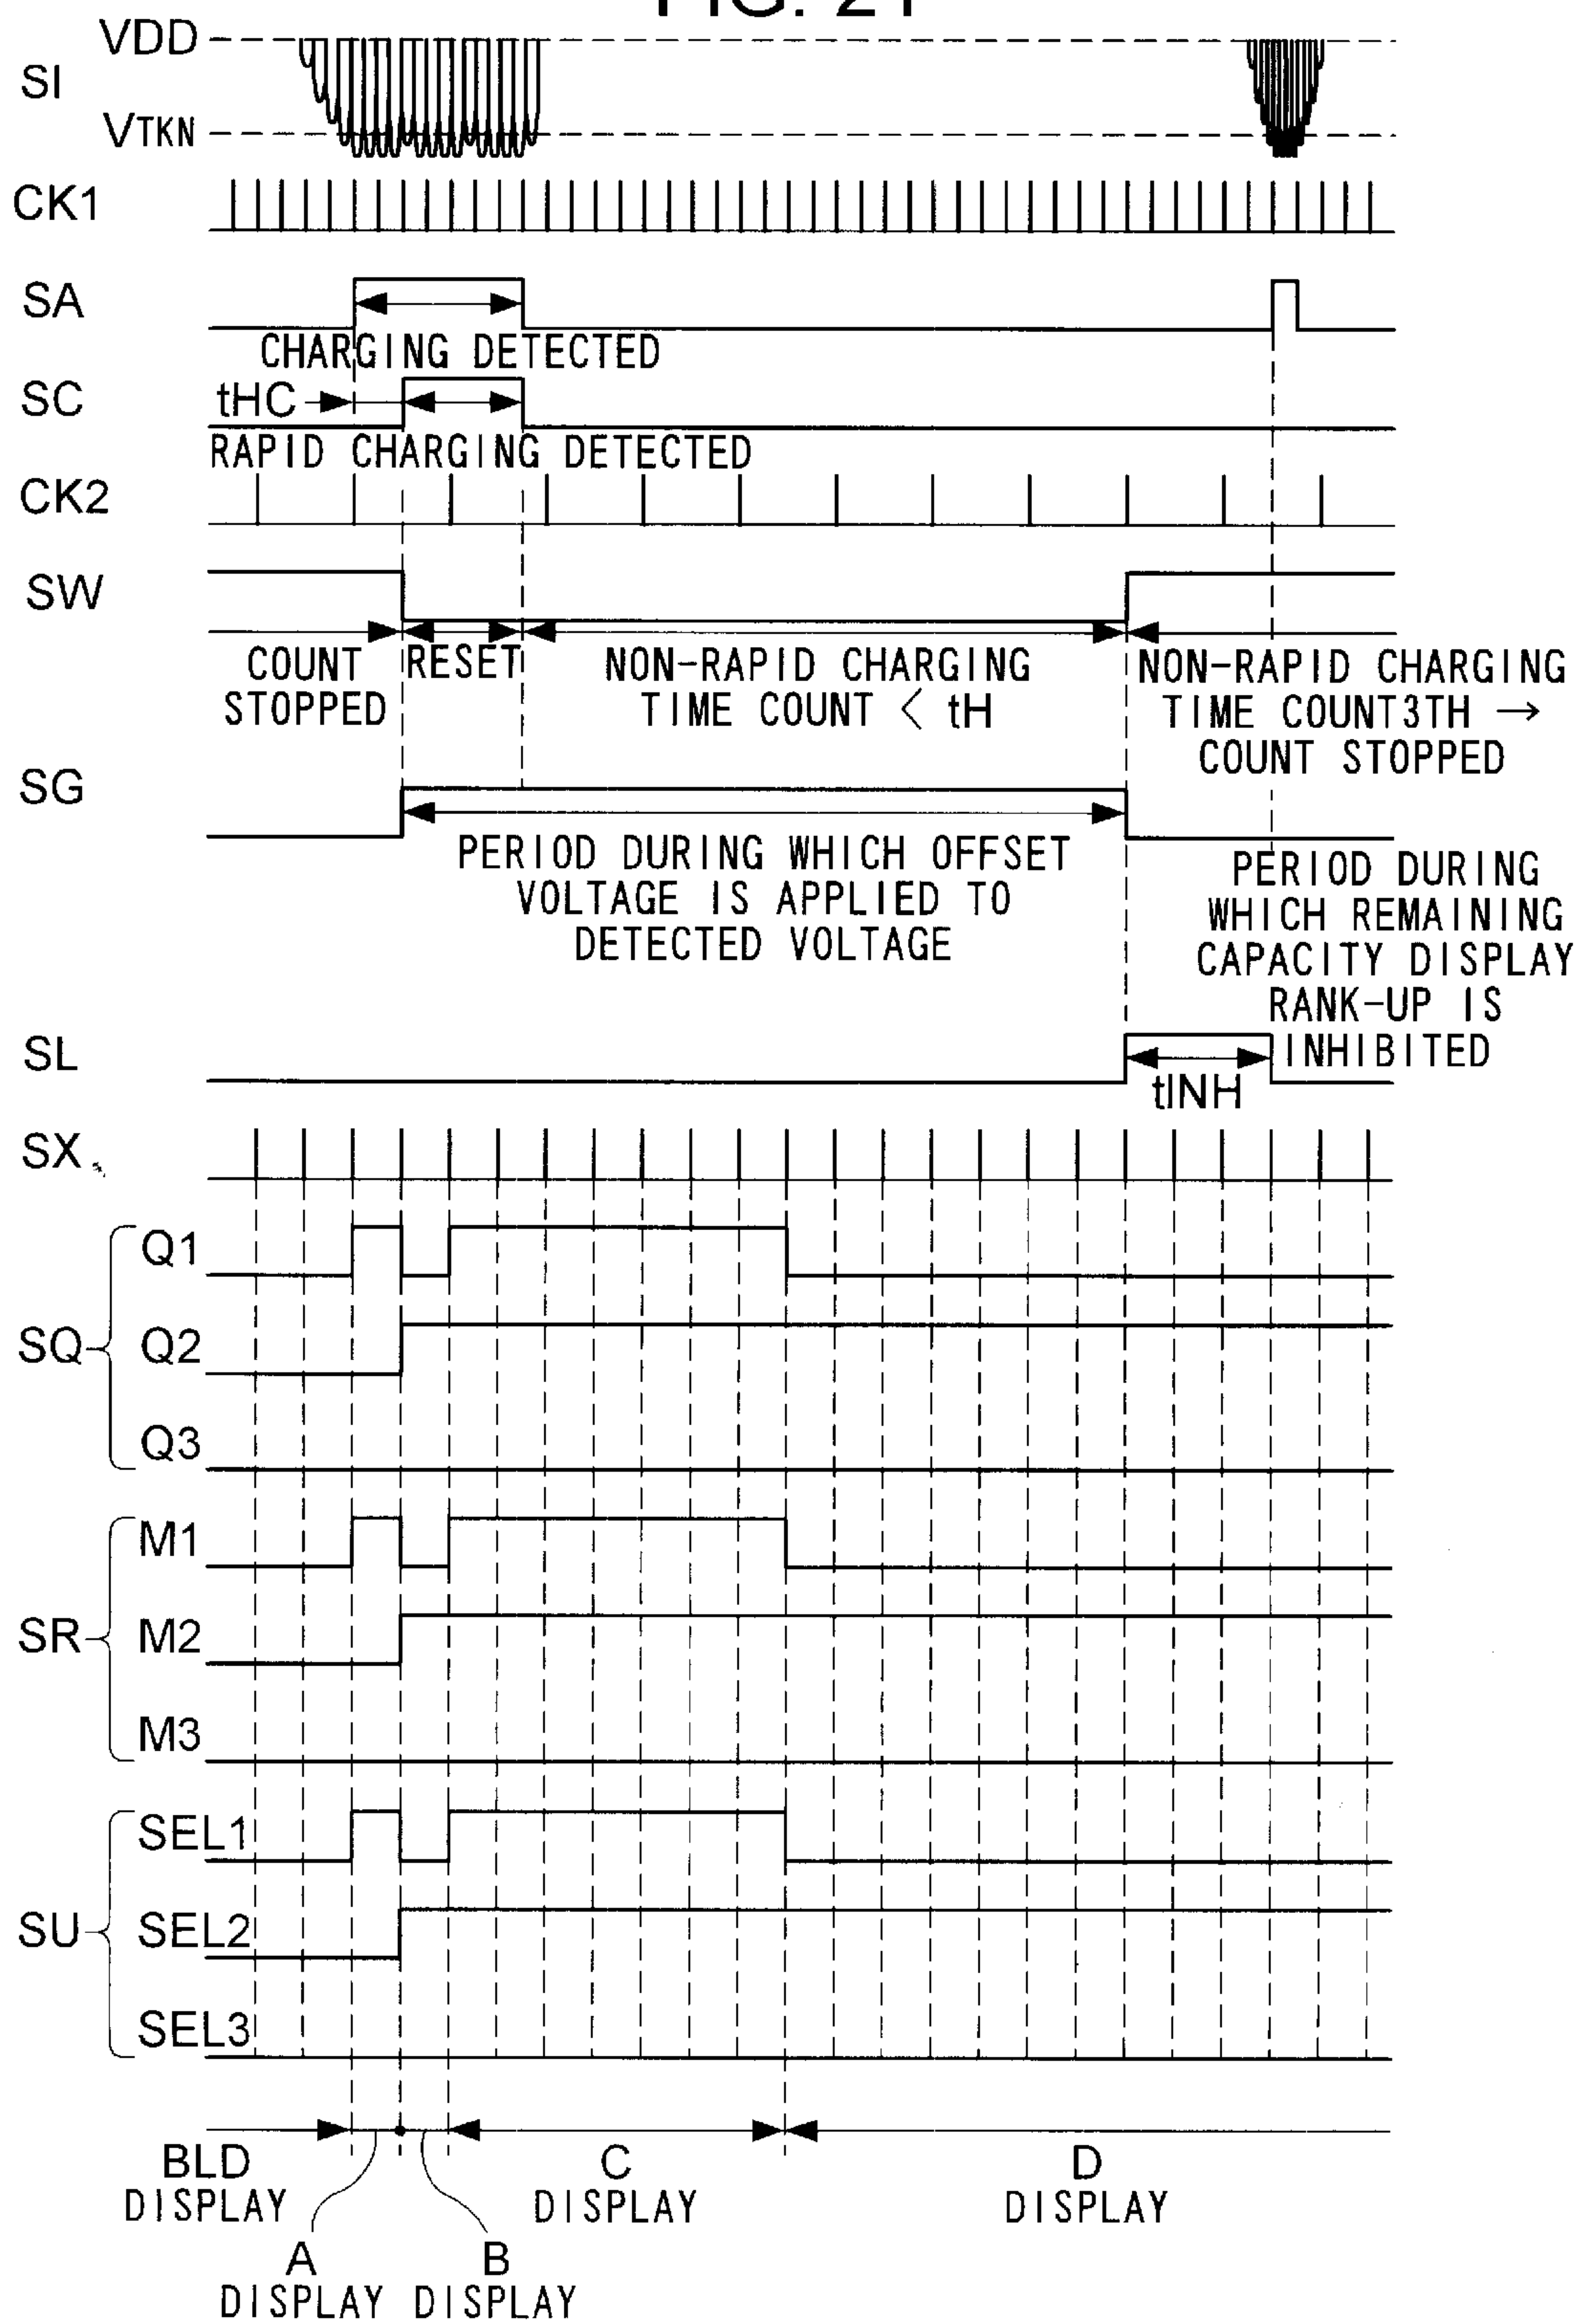 FIG. 21
VDD
SI
VTKN
CK1
SA
CHARGING DETECTED
SC
tHC
RAPID CHARGING DETECTED
CK2
SW
COUNT
STOPPED
RESET
NON-RAPID CHARGING
TIME COUNT < tH
NON-RAPID CHARGING
TIME COUNT3TH →
COUNT STOPPED
SG
PERIOD DURING WHICH OFFSET
VOLTAGE IS APPLIED TO
DETECTED VOLTAGE
PERIOD DURING
WHICH REMAINING
CAPACITY DISPLAY
RANK-UP IS
INHIBITED
SL
tINH
SX
SQ
Q1
Q2
Q3
SR
M1
M2
M3
SU
SEL1
SEL2
SEL3
BLD
DISPLAY
C
DISPLAY
D
DISPLAY
A
DISPLAY
B
DISPLAY